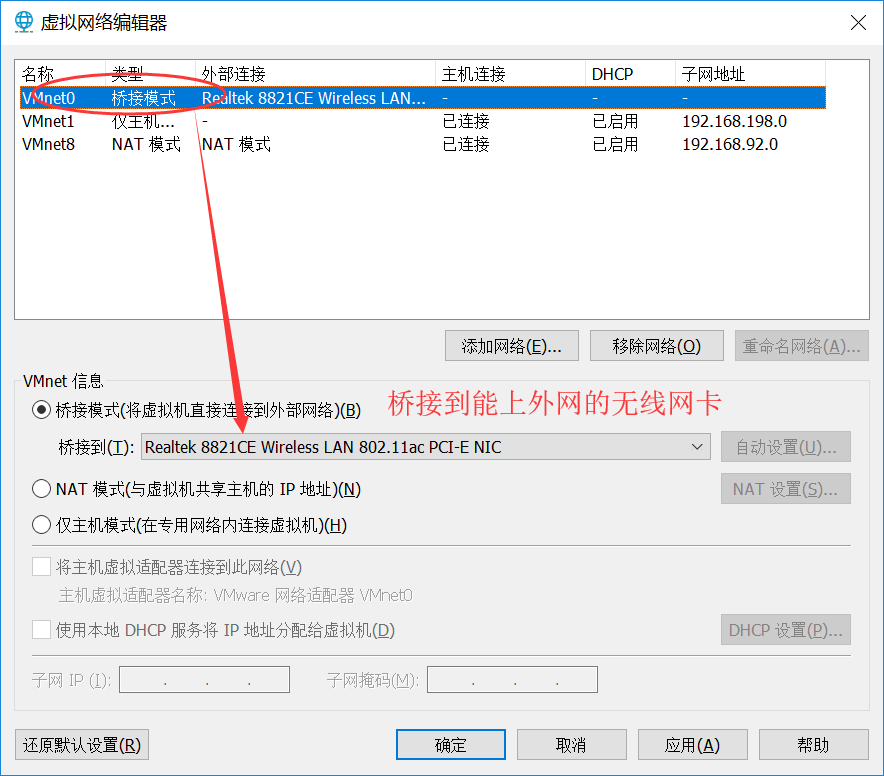 虚拟网络编辑器
名称 类型 外部连接 主机连接 DHCP 子网地址
VMnet0 桥接模式 Realtek 8821CE Wireless LAN... - - -
VMnet1 仅主机... - 已连接 已启用 192.168.198.0
VMnet8 NAT 模式 NAT 模式 已连接 已启用 192.168.92.0
添加网络(E)... 移除网络(O) 重命名网络(A)...
VMnet 信息
桥接模式(将虚拟机直接连接到外部网络)(B) 桥接到能上外网的无线网卡
桥接到(T): Realtek 8821CE Wireless LAN 802.11ac PCI-E NIC 自动设置(U)...
NAT 模式(与虚拟机共享主机的 IP 地址)(N) NAT 设置(S)...
仅主机模式(在专用网络内连接虚拟机)(H)
将主机虚拟适配器连接到此网络(V)
主机虚拟适配器名称: VMware 网络适配器 VMnet0
使用本地 DHCP 服务将 IP 地址分配给虚拟机(D) DHCP 设置(P)...
子网 IP (I): . . . 子网掩码(M): . . .
还原默认设置(R) 确定 取消 应用(A) 帮助